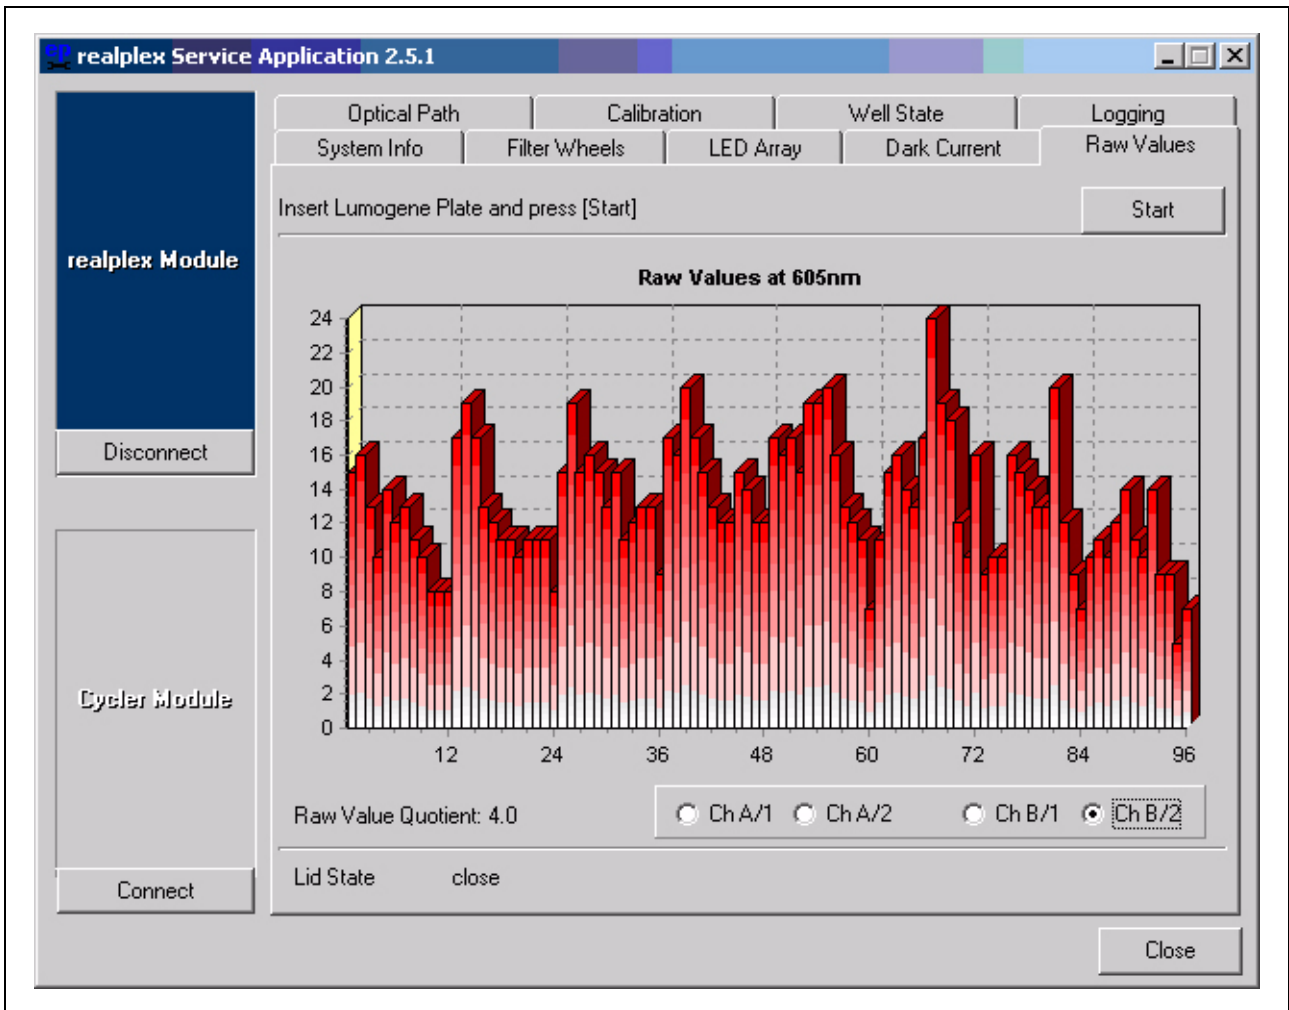 ep realplex Service Application 2.5.1
Optical Path Calibration Well State Logging
System Info Filter Wheels LED Array Dark Current Raw Values
Insert Lumogene Plate and press [Start] Start
realplex Module
Disconnect
Cycler Module
Connect
Raw Values at 605nm
24
22
20
18
16
14
12
10
8
6
4
2
0
12 24 36 48 60 72 84 96
Raw Value Quotient: 4.0 Ch A/1 Ch A/2 Ch B/1 Ch B/2
Lid State close
Close